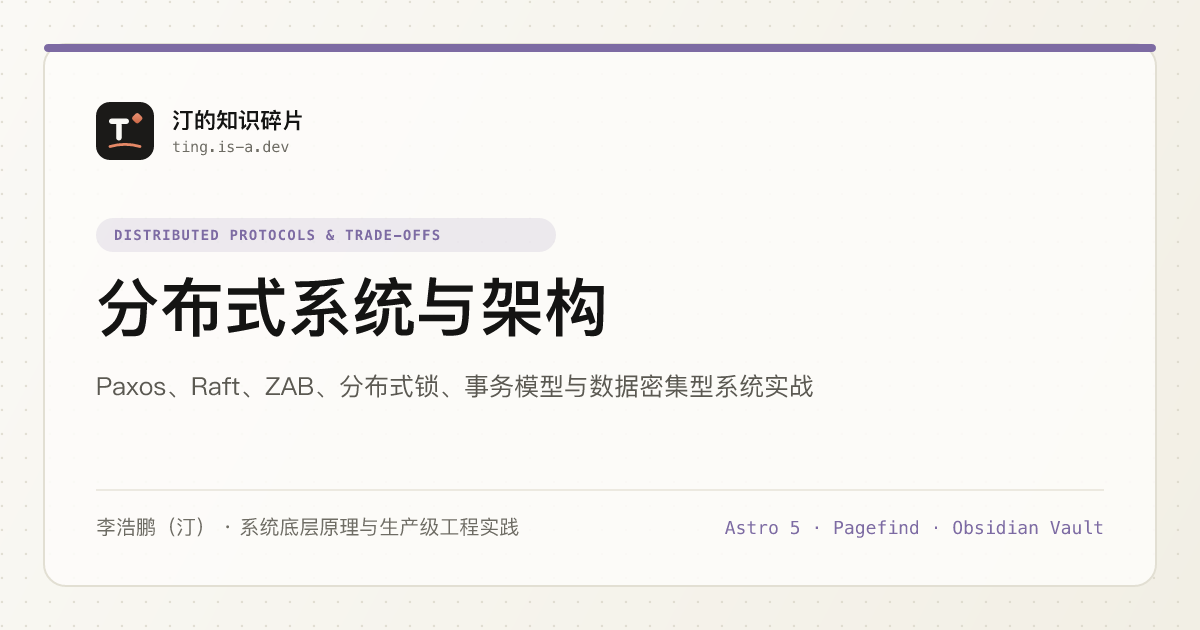 T
汀的知识碎片
ting.is-a.dev
DISTRIBUTED PROTOCOLS & TRADE-OFFS
分布式系统与架构
Paxos、Raft、ZAB、分布式锁、事务模型与数据密集型系统实战
李浩鹏（汀） · 系统底层原理与生产级工程实践
Astro 5 · Pagefind · Obsidian Vault